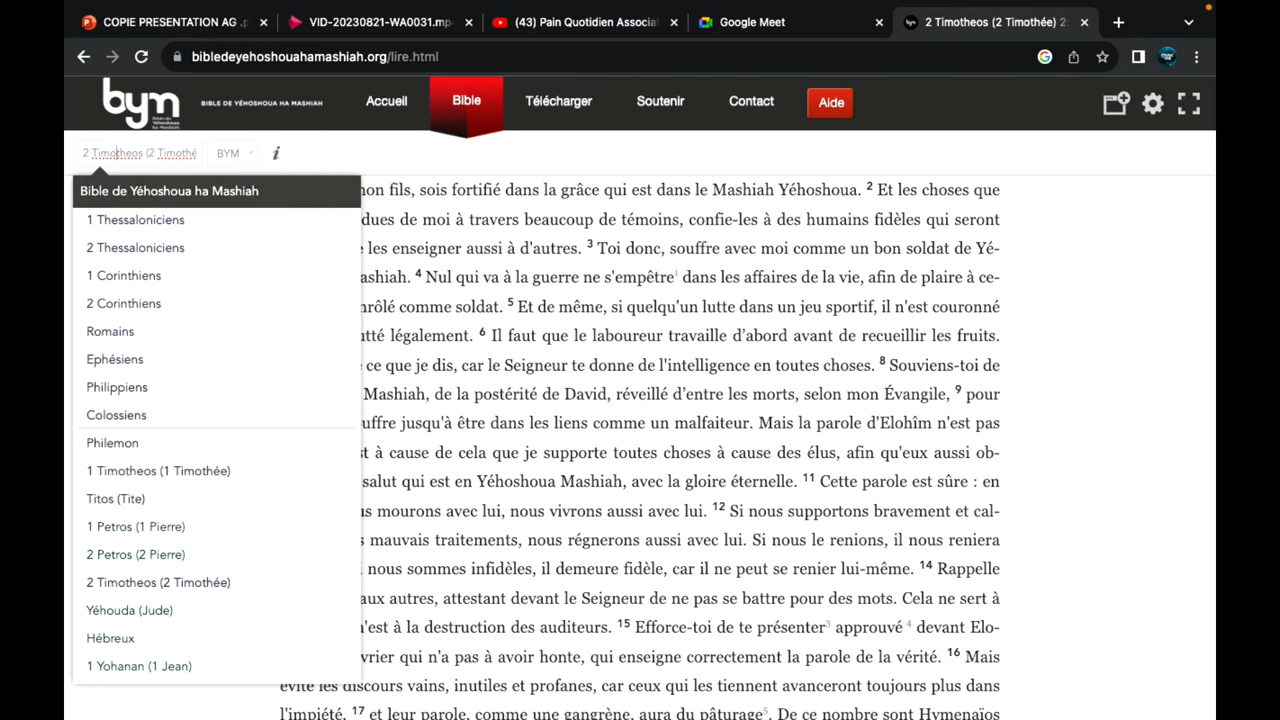 COPIE PRESENTATION AG .p
VID-20230821-WA0031.mp
(43) Pain Quotidien Associa
Google Meet
2 Timotheos (2 Timothée) 2:
bibledeyehoshouahamashiah.org/lire.html
bym
BIBLE DE YÉHOSHOUA HA MASHIAH
Accueil
Bible
Télécharger
Soutenir
Contact
Aide
2 Timotheos (2 Timothé
BYM
i
Bible de Yéhoshoua ha Mashiah
1 Thessaloniciens
2 Thessaloniciens
1 Corinthiens
2 Corinthiens
Romains
Ephésiens
Philippiens
Colossiens
Philemon
1 Timotheos (1 Timothée)
Titos (Tite)
1 Petros (1 Pierre)
2 Petros (2 Pierre)
2 Timotheos (2 Timothée)
Yéhouda (Jude)
Hébreux
1 Yohanan (1 Jean)
mon fils, sois fortifié dans la grâce qui est dans le Mashiah Yéhoshoua. 2 Et les choses que
dues de moi à travers beaucoup de témoins, confie-les à des humains fidèles qui seront
les enseigner aussi à d'autres. 3 Toi donc, souffre avec moi comme un bon soldat de Yé-
ashiah. 4 Nul qui va à la guerre ne s'empêtre1 dans les affaires de la vie, afin de plaire à ce-
nrôlé comme soldat. 5 Et de même, si quelqu'un lutte dans un jeu sportif, il n'est couronné
utté légalement. 6 Il faut que le laboureur travaille d'abord avant de recueillir les fruits.
ce que je dis, car le Seigneur te donne de l'intelligence en toutes choses. 8 Souviens-toi de
Mashiah, de la postérité de David, réveillé d'entre les morts, selon mon Évangile, 9 pour
ouffre jusqu'à être dans les liens comme un malfaiteur. Mais la parole d'Elohîm n'est pas
st à cause de cela que je supporte toutes choses à cause des élus, afin qu'eux aussi ob-
salut qui est en Yéhoshoua Mashiah, avec la gloire éternelle. 11 Cette parole est sûre : en
us mourons avec lui, nous vivrons aussi avec lui. 12 Si nous supportons bravement et cal-
s mauvais traitements, nous régnerons aussi avec lui. Si nous le renions, il nous reniera
nous sommes infidèles, il demeure fidèle, car il ne peut se renier lui-même. 14 Rappelle
aux autres, attestant devant le Seigneur de ne pas se battre pour des mots. Cela ne sert à
n'est à la destruction des auditeurs. 15 Efforce-toi de te présenter3 approuvé 4 devant Elo-
vrier qui n'a pas à avoir honte, qui enseigne correctement la parole de la vérité. 16 Mais
évite les discours vains, inutiles et profanes, car ceux qui les tiennent avanceront toujours plus dans
l'impiété. 17 et leur parole, comme une gangrène, aura du pâturage5. De ce nombre sont Hymenaïos